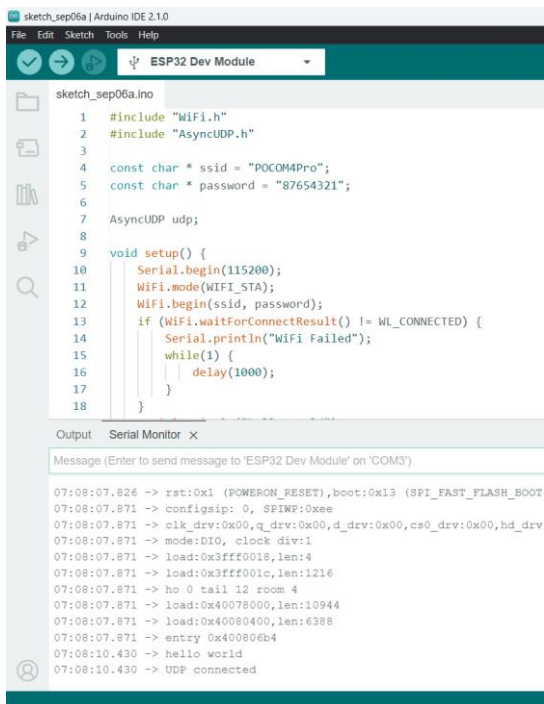 sketch_sep06a | Arduino IDE 2.1.0
File Edit Sketch Tools Help
ESP32 Dev Module
sketch_sep06a.ino
1 #include "WiFi.h"
2 #include "AsyncUDP.h"
3
4 const char * ssid = "POCOM4Pro";
5 const char * password = "87654321";
6
7 AsyncUDP udp;
8
9 void setup() {
10 Serial.begin(115200);
11 WiFi.mode(WIFI_STA);
12 WiFi.begin(ssid, password);
13 if (WiFi.waitForConnectResult() != WL_CONNECTED) {
14 Serial.println("WiFi Failed");
15 while(1) {
16 delay(1000);
17 }
18 }
Output Serial Monitor X
Message (Enter to send message to 'ESP32 Dev Module' on 'COM3')
07:08:07.826 -> rst:0x1 (POWERON_RESET),boot:0x13 (SPI_FAST_FLASH_BOOT
07:08:07.871 -> configsip: 0, SPIWP:0xee
07:08:07.871 -> clk_drv:0x00,q_drv:0x00,d_drv:0x00,cs0_drv:0x00,hd_drv
07:08:07.871 -> mode:DIO, clock div:1
07:08:07.871 -> load:0x3fff0018,len:4
07:08:07.871 -> load:0x3fff001c,len:1216
07:08:07.871 -> ho 0 tail 12 room 4
07:08:07.871 -> load:0x40078000,len:10944
07:08:07.871 -> load:0x40080400,len:6388
07:08:07.871 -> entry 0x400806b4
07:08:10.430 -> hello world
07:08:10.430 -> UDP connected